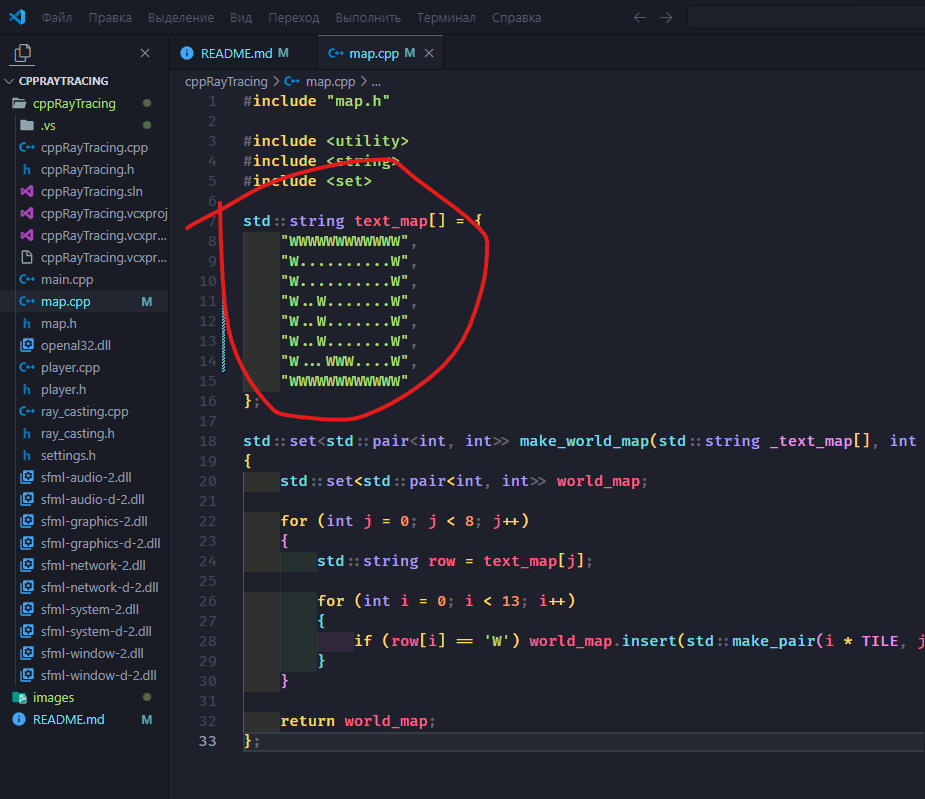 Файл Правка Выделение Вид Переход Выполнить Терминал Справка
CPPRAYTRACING
cppRayTracing
.vs
cppRayTracing.cpp
cppRayTracing.h
cppRayTracing.sln
cppRayTracing.vcxproj
cppRayTracing.vcxpr...
cppRayTracing.vcxpr...
main.cpp
map.cpp M
map.h
openal32.dll
player.cpp
player.h
ray_casting.cpp
ray_casting.h
settings.h
sfml-audio-2.dll
sfml-audio-d-2.dll
sfml-graphics-2.dll
sfml-graphics-d-2.dll
sfml-network-2.dll
sfml-network-d-2.dll
sfml-system-2.dll
sfml-system-d-2.dll
sfml-window-2.dll
sfml-window-d-2.dll
images
README.md M
README.md M map.cpp M
cppRayTracing > map.cpp > ...
1 #include "map.h"
2
3 #include <utility>
4 #include <string>
5 #include <set>
6
7 std::string text_map[] = {
8 "WWWWWWWWWWWW",
9 "W..........W",
10 "W..........W",
11 "W..W.......W",
12 "W..W.......W",
13 "W..W.......W",
14 "W...WWW....W",
15 "WWWWWWWWWWWW"
16 };
17
18 std::set<std::pair<int, int>> make_world_map(std::string _text_map[], int
19 {
20 std::set<std::pair<int, int>> world_map;
21
22 for (int j = 0; j < 8; j++)
23 {
24 std::string row = text_map[j];
25
26 for (int i = 0; i < 13; i++)
27 {
28 if (row[i] == 'W') world_map.insert(std::make_pair(i * TILE, j
29 }
30 }
31
32 return world_map;
33 };